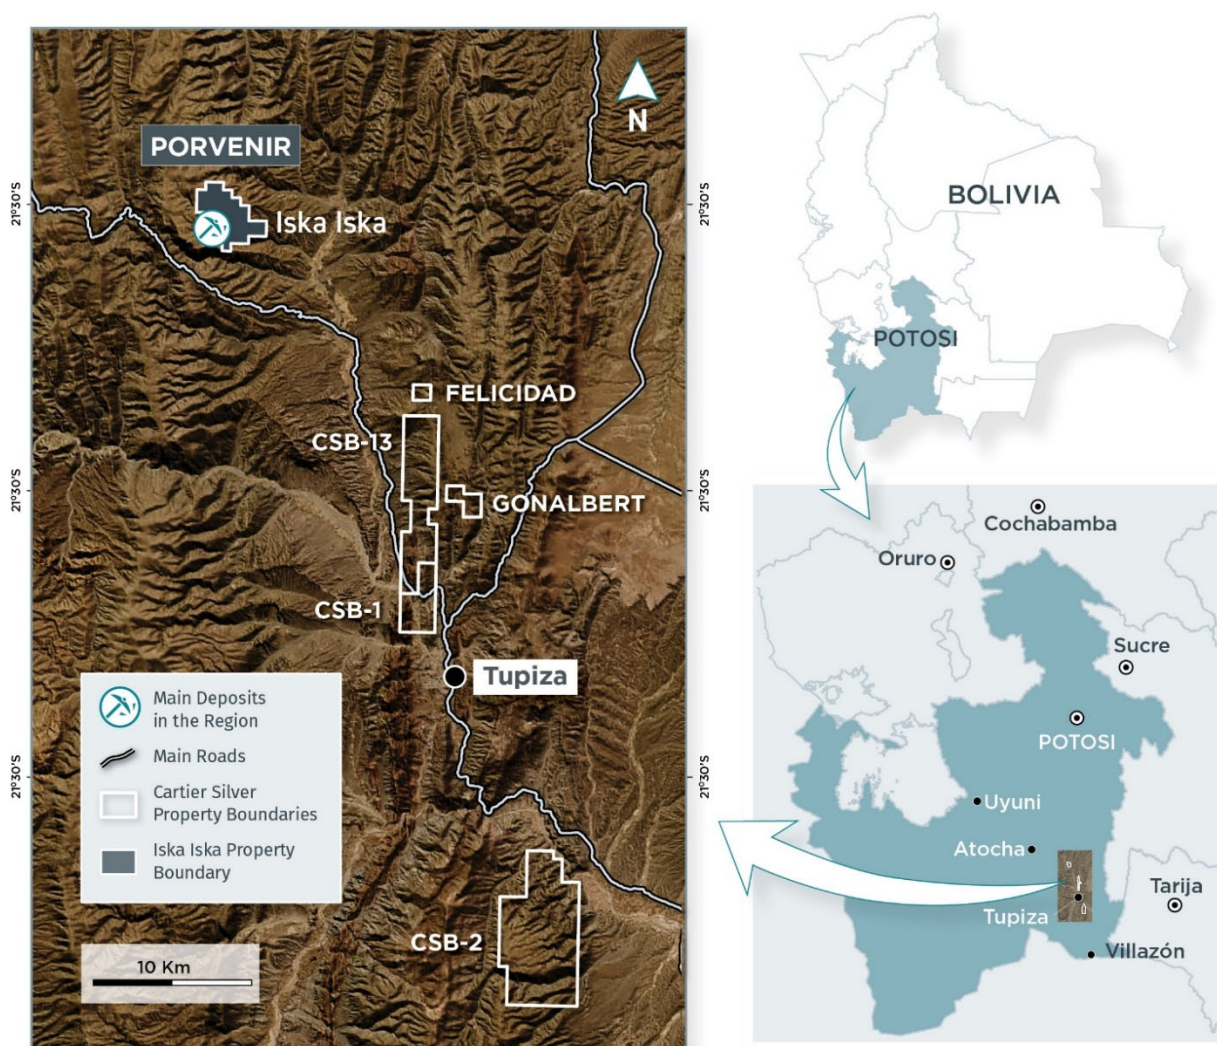 N
PORVENIR
Iska Iska
21°30'S
21°30'S
FELICIDAD
CSB-13
GONALBERT
21°30'S
21°30'S
CSB-1
Tupiza
21°30'S
21°30'S
CSB-2
Main Deposits
in the Region
Main Roads
Cartier Silver
Property Boundaries
Iska Iska Property
Boundary
10 Km
BOLIVIA
POTOSI
Cochabamba
Oruro
Sucre
POTOSI
Uyuni
Atocha
Tarija
Tupiza
Villazón